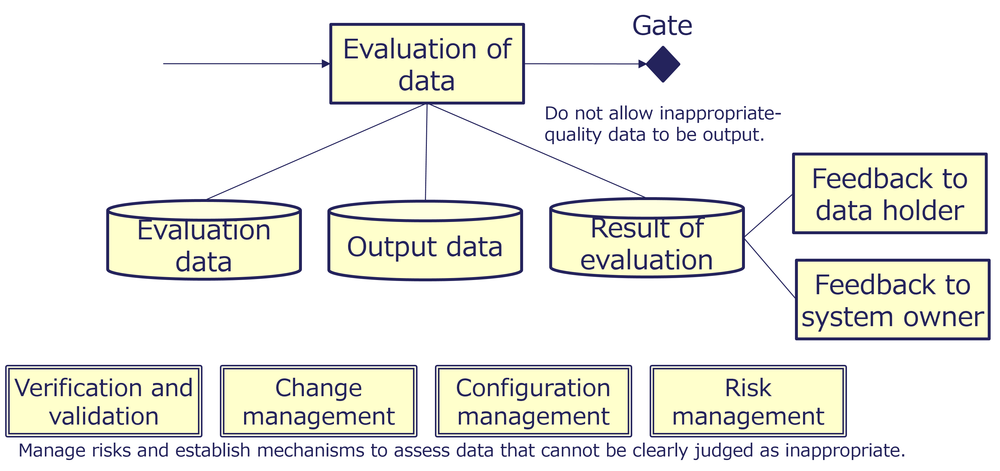 Gate
Evaluation of
data
Do not allow inappropriate-
quality data to be output.
Feedback to
data holder
Evaluation
data
Output data
Result of
evaluation
Feedback to
system owner
Verification and
validation
Change
management
Configuration
management
Risk
management
Manage risks and establish mechanisms to assess data that cannot be clearly judged as inappropriate.